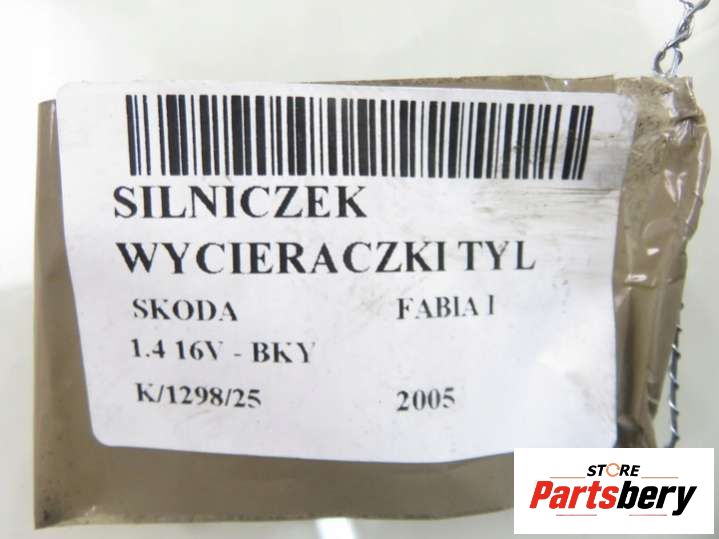 SILNICZEK
WYCIERACZKI TYL
SKODA FABIA I
1.4 16V - BKY
K/1298/25 2005
STORE
Partsbery